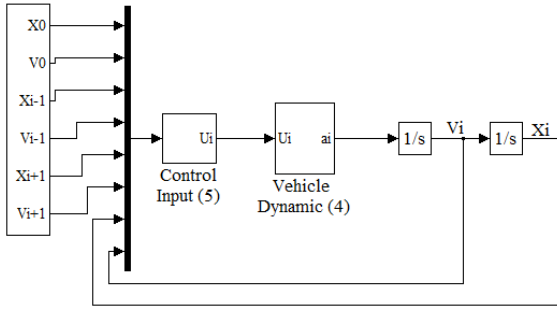 X0
V0
Xi-1
Vi-1
Xi+1
Vi+1
Ui
Control
Input (5)
Ui
ai
Vehicle
Dynamic (4)
1/s
Vi
1/s
Xi